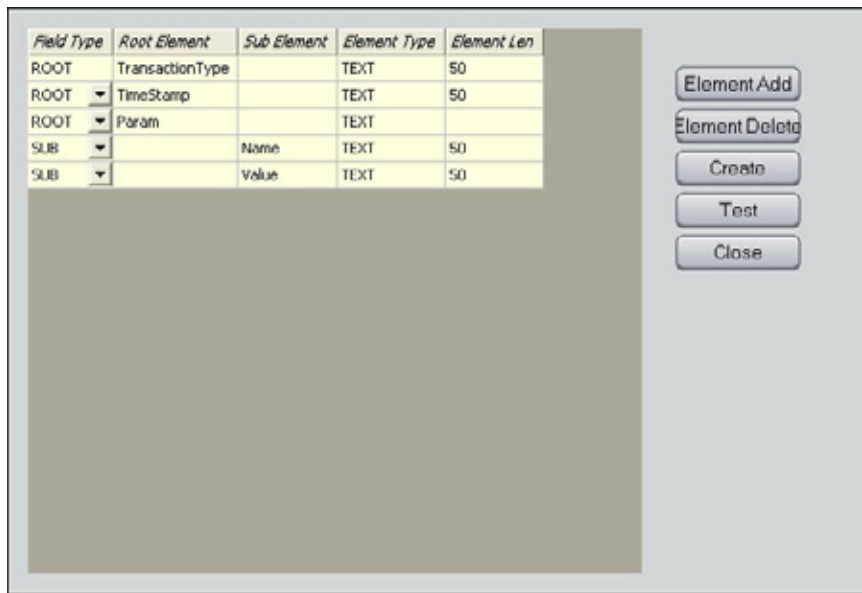 Field Type Root Element Sub Element Element Type Element Len
ROOT TransactionType TEXT 50
ROOT TimeStamp TEXT 50
ROOT Param TEXT
SUB Name TEXT 50
SUB Value TEXT 50
Element Add
Element Delete
Create
Test
Close